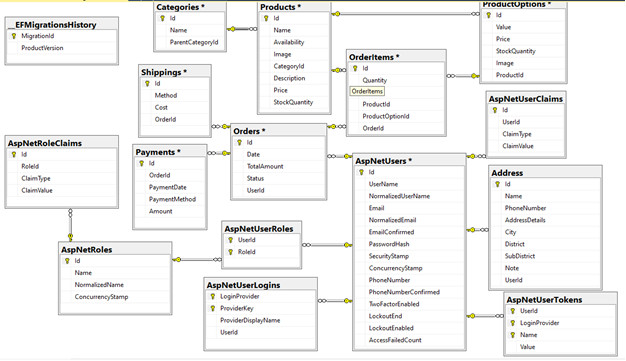 __EFMigrationsHistory
MigrationId
ProductVersion
Categories *
Id
Name
ParentCategoryId
Products *
Id
Name
Availability
Image
CategoryId
Description
Price
StockQuantity
ProductOptions *
Id
Value
Price
StockQuantity
Image
ProductId
OrderItems *
Id
Quantity
OrderItems
ProductId
ProductOptionId
OrderId
Shippings *
Id
Method
Cost
OrderId
AspNetUserClaims
Id
UserId
ClaimType
ClaimValue
AspNetRoleClaims
Id
RoleId
ClaimType
ClaimValue
Payments *
Id
OrderId
PaymentDate
PaymentMethod
Amount
Orders *
Id
Date
TotalAmount
Status
UserId
AspNetUsers *
Id
UserName
NormalizedUserName
Email
NormalizedEmail
EmailConfirmed
PasswordHash
SecurityStamp
ConcurrencyStamp
PhoneNumber
PhoneNumberConfirmed
TwoFactorEnabled
LockoutEnd
LockoutEnabled
AccessFailedCount
Address
Id
Name
PhoneNumber
AddressDetails
City
District
SubDistrict
Note
UserId
AspNetUserRoles
UserId
RoleId
AspNetRoles
Id
Name
NormalizedName
ConcurrencyStamp
AspNetUserLogins
LoginProvider
ProviderKey
ProviderDisplayName
UserId
AspNetUserTokens
UserId
LoginProvider
Name
Value